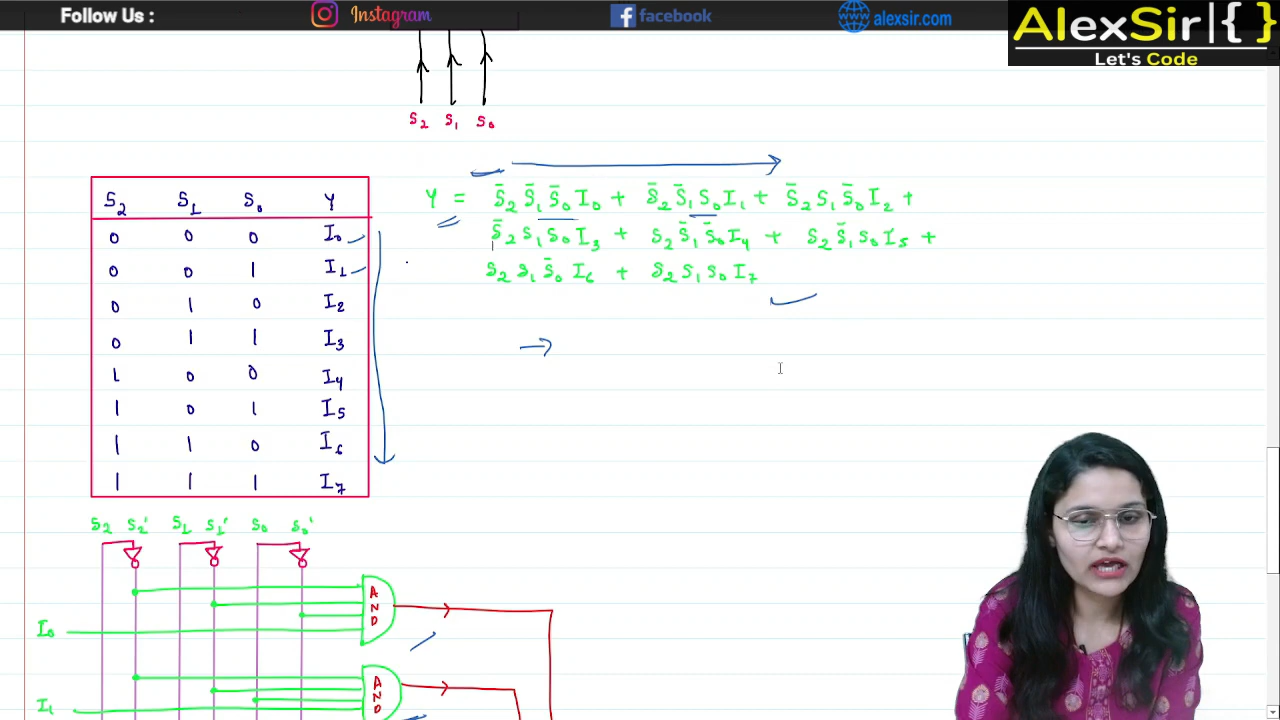 Follow Us :
Instagram
facebook
alexsir.com
AlexSir|{ }
Let's Code
S₂ S₁ S₀
Y = S̄₂ S̄₁ S̄₀ I₀ + S̄₂ S̄₁ S₀ I₁ + S̄₂ S₁ S̄₀ I₂ +
S̄₂ S₁ S₀ I₃ + S₂ S̄₁ S̄₀ I₄ + S₂ S̄₁ S₀ I₅ +
S₂ S₁ S̄₀ I₆ + S₂ S₁ S₀ I₇
S₂ S₁ S₀ Y
0 0 0 I₀
0 0 1 I₁
0 1 0 I₂
0 1 1 I₃
1 0 0 I₄
1 0 1 I₅
1 1 0 I₆
1 1 1 I₇
S₂ S₂' S₁ S₁' S₀ S₀'
AND
I₀
AND
I₁